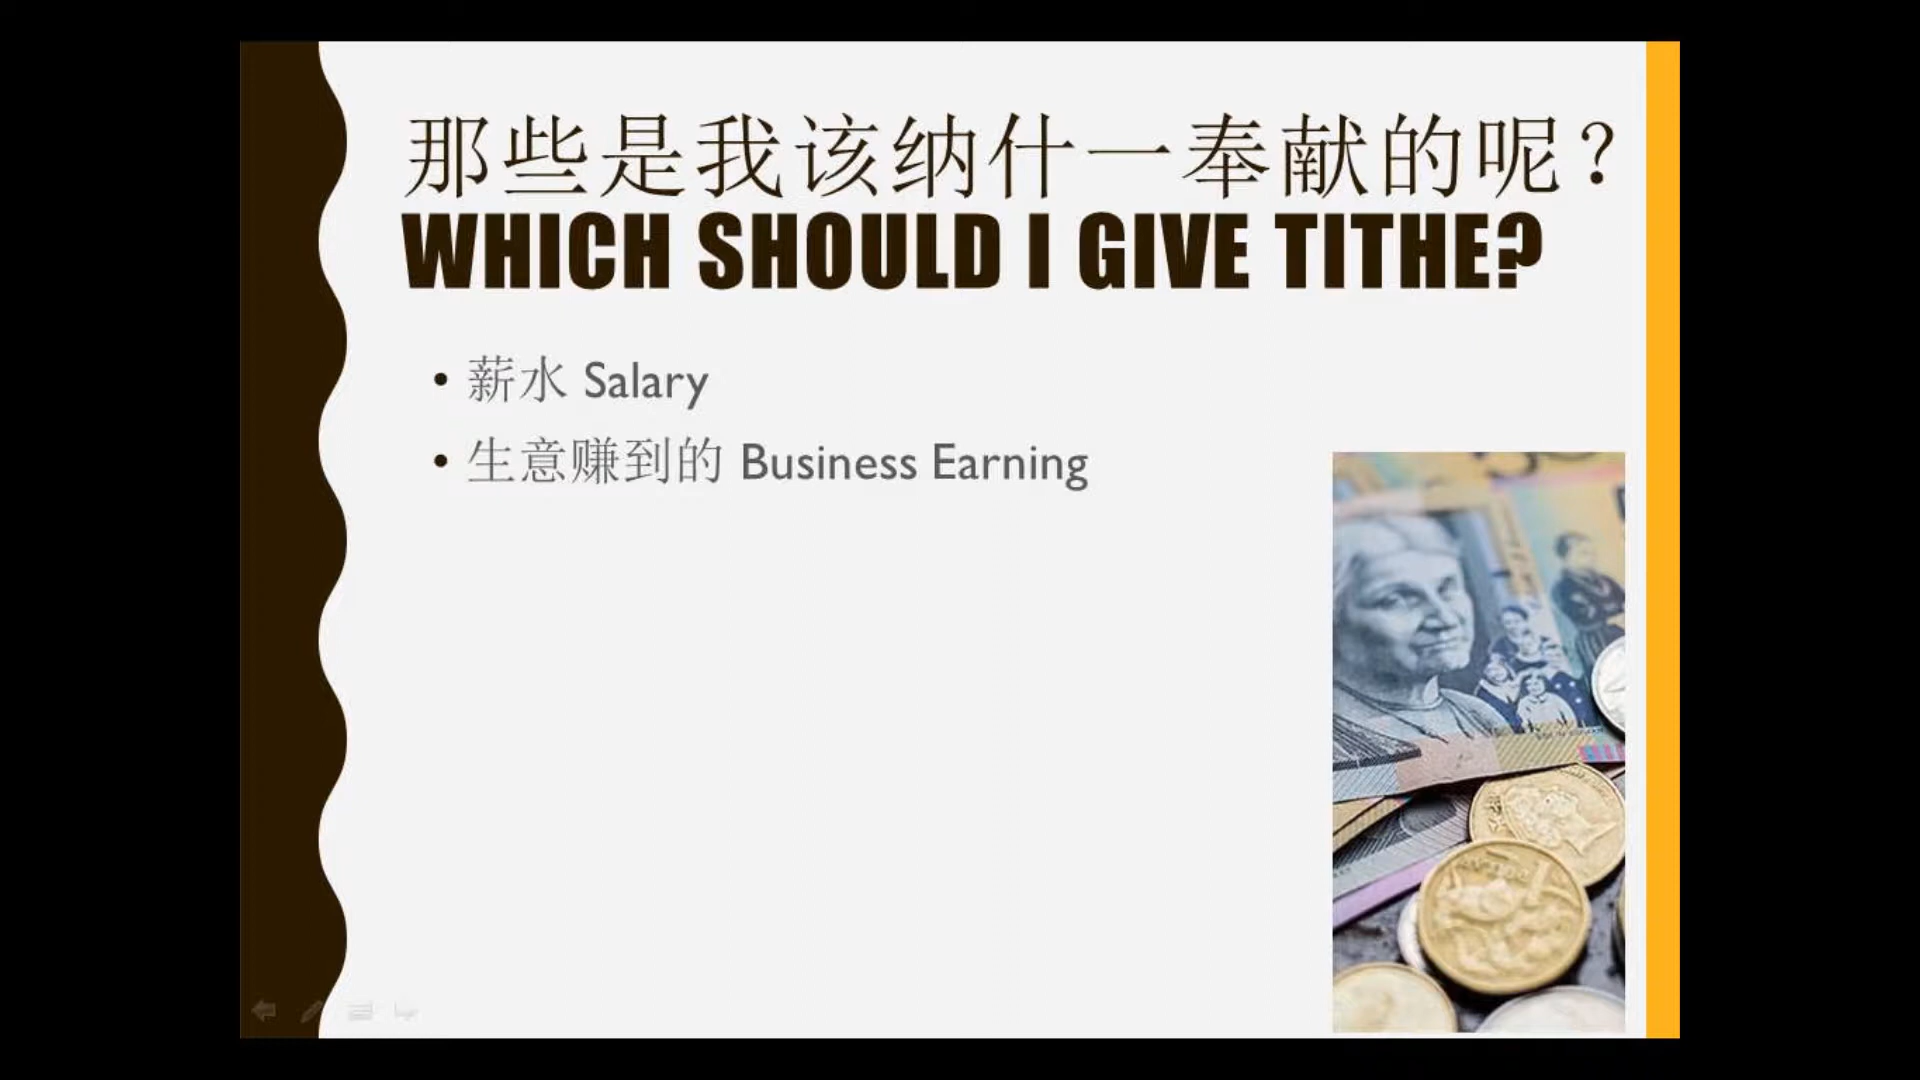 那些是我该纳什一奉献的呢？
WHICH SHOULD I GIVE TITHE?
• 薪水 Salary
• 生意赚到的 Business Earning